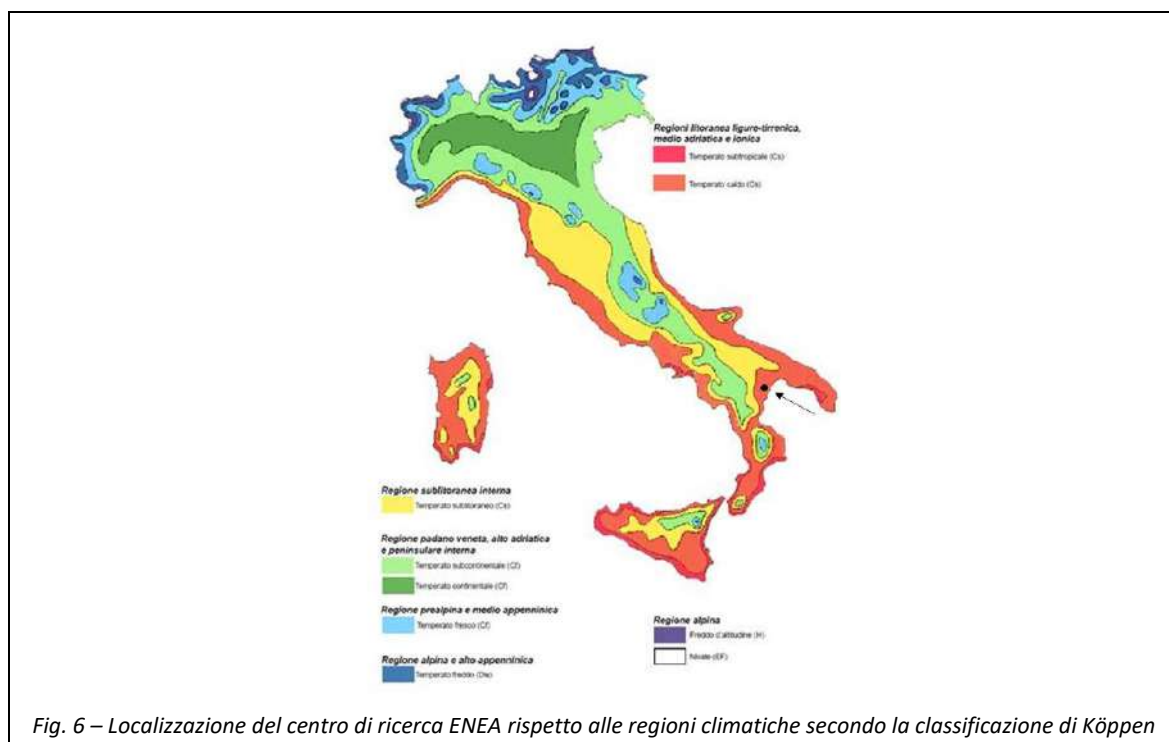 Regioni litoranea ligure-tirrenica,
medio adriatica e ionica
Temperato subtropicale (Cs)
Temperato caldo (Cs)
Regione sublitoranea interna
Temperato sublitoraneo (Cs)
Regione padano veneta, alto adriatica
e peninsulare interna
Temperato subcontinentale (Cf)
Temperato continentale (Cf)
Regione prealpina e medio appenninica
Temperato fresco (Cf)
Regione alpina e alto appenninica
Temperato freddo (Dw)
Regione alpina
Freddo d'altitudine (H)
Nivale (EF)
Fig. 6 – Localizzazione del centro di ricerca ENEA rispetto alle regioni climatiche secondo la classificazione di Köppen